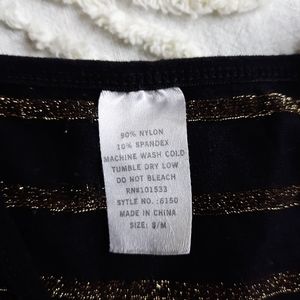 90% NYLON
10% SPANDEX
MACHINE WASH COLD
TUMBLE DRY LOW
DO NOT BLEACH
RN#101533
SYTLE NO. :6150
MADE IN CHINA
SIZE: S/M